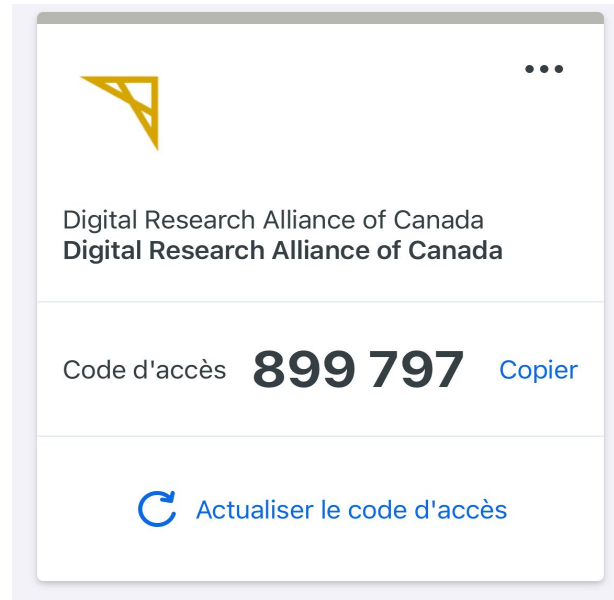 Digital Research Alliance of Canada
Digital Research Alliance of Canada
Code d'accès 899 797 Copier
Actualiser le code d'accès